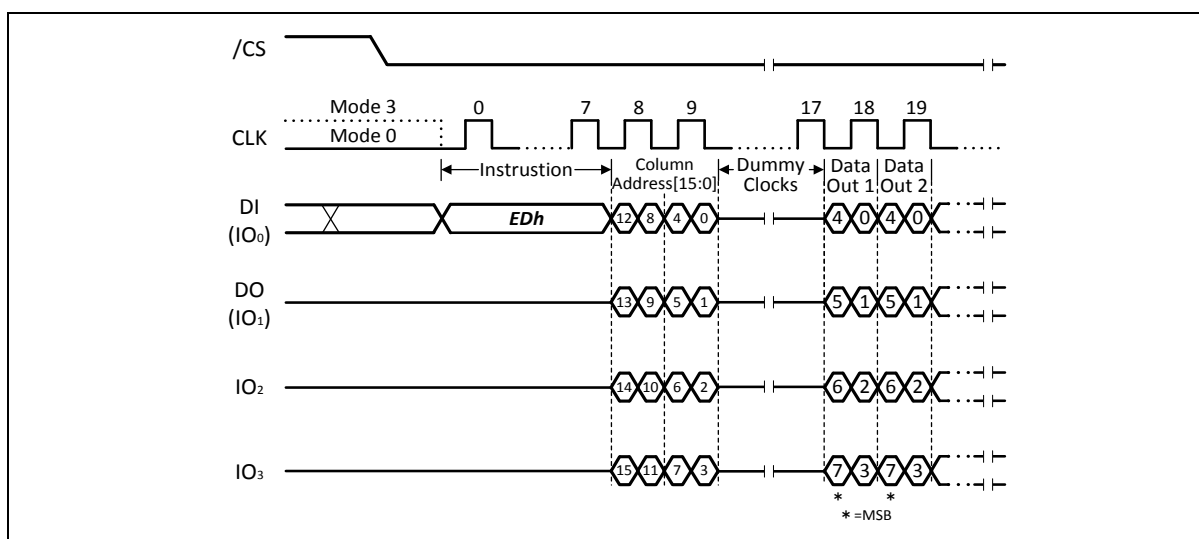 /CS
Mode 3 0 7 8 9 17 18 19
CLK Mode 0
Instrustion Column Dummy Data Data
Address[15:0] Clocks Out 1 Out 2
DI EDh 12 8 4 0 4 0 4 0
(IO0)
DO 13 9 5 1 5 1 5 1
(IO1)
IO2 14 10 6 2 6 2 6 2
IO3 15 11 7 3 7 3 7 3
* *
* =MSB